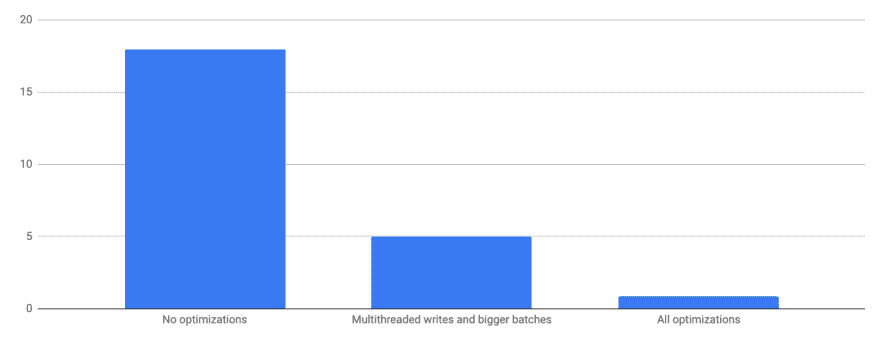 20
15
10
5
0
No optimizations
Multithreaded writes and bigger batches
All optimizations